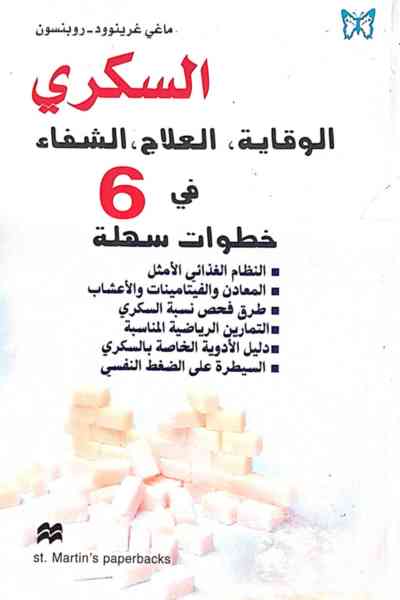 ماغي غرينوود-روبنسون
السكري
الوقاية، العلاج، الشفاء
في 6
خطوات سهلة
■ النظام الغذائي الأمثل
■ المعادن والفيتامينات والأعشاب
■ طرق فحص نسبة السكري
■ التمارين الرياضية المناسبة
■ دليل الأدوية الخاصة بالسكري
■ السيطرة على الضغط النفسي
st. Martin's paperbacks